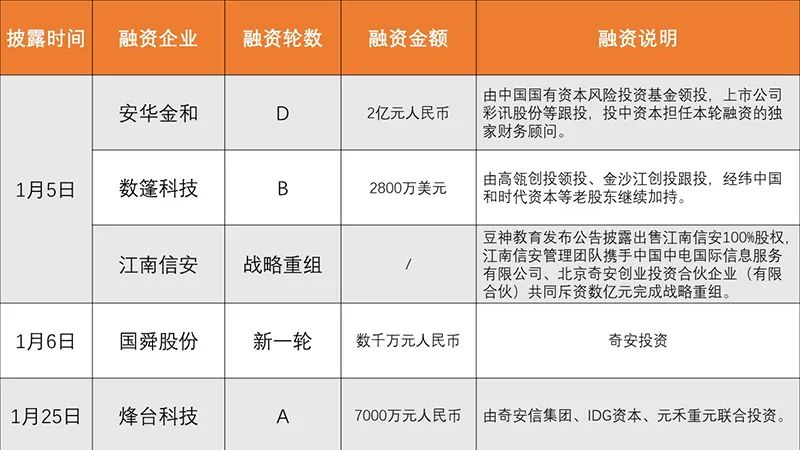 披露时间 融资企业 融资轮数 融资金额 融资说明
1月5日
安华金和 D 2亿元人民币
由中国国有资本风险投资基金领投，上市公司
彩讯股份等跟投，投中资本担任本轮融资的独
家财务顾问。
数篷科技 B 2800万美元
由高瓴创投领投、金沙江创投跟投，经纬中国
和时代资本等老股东继续加持。
江南信安 战略重组 /
豆神教育发布公告披露出售江南信安100%股权，
江南信安管理团队携手中国中电国际信息服务
有限公司、北京奇安创业投资合伙企业（有限
合伙）共同斥资数亿元完成战略重组。
1月6日 国舜股份 新一轮 数千万元人民币 奇安投资
1月25日 烽台科技 A 7000万元人民币 由奇安信集团、IDG资本、元禾重元联合投资。